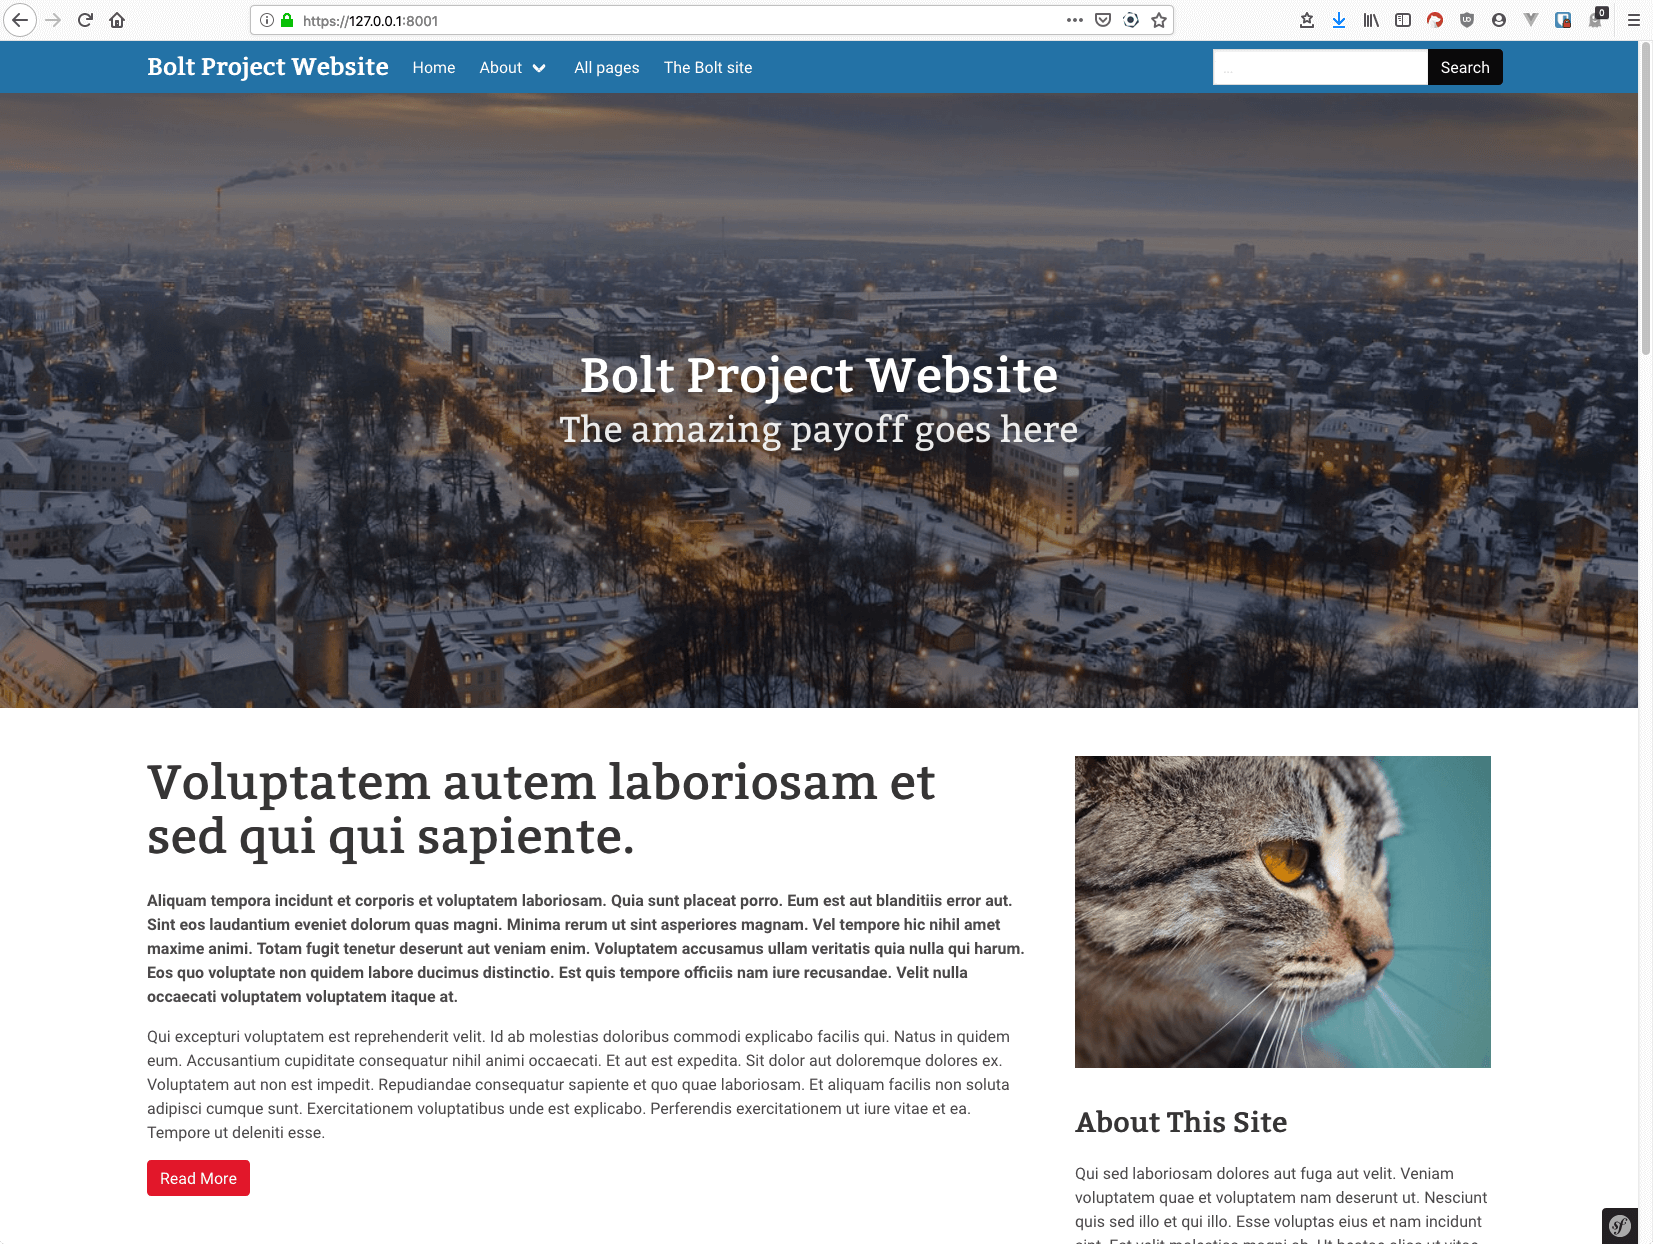 https://127.0.0.1:8001
0
Bolt Project Website
Home
About
All pages
The Bolt site
...
Search
Bolt Project Website
The amazing payoff goes here
Voluptatem autem laboriosam et
sed qui qui sapiente.
Aliquam tempora incidunt et corporis et voluptatem laboriosam. Quia sunt placeat porro. Eum est aut blanditiis error aut.
Sint eos laudantium eveniet dolorum quas magni. Minima rerum ut sint asperiores magnam. Vel tempore hic nihil amet
maxime animi. Totam fugit tenetur deserunt aut veniam enim. Voluptatem accusamus ullam veritatis quia nulla qui harum.
Eos quo voluptate non quidem labore ducimus distinctio. Est quis tempore officiis nam iure recusandae. Velit nulla
occaecati voluptatem voluptatem itaque at.
Qui excepturi voluptatem est reprehenderit velit. Id ab molestias doloribus commodi explicabo facilis qui. Natus in quidem
eum. Accusantium cupiditate consequatur nihil animi occaecati. Et aut est expedita. Sit dolor aut doloremque dolores ex.
Voluptatem aut non est impedit. Repudiandae consequatur sapiente et quo quae laboriosam. Et aliquam facilis non soluta
adipisci cumque sunt. Exercitationem voluptatibus unde est explicabo. Perferendis exercitationem ut iure vitae et ea.
Tempore ut deleniti esse.
Read More
About This Site
Qui sed laboriosam dolores aut fuga aut velit. Veniam
voluptatem quae et voluptatem nam deserunt ut. Nesciunt
quis sed illo et qui illo. Esse voluptas eius et nam incidunt
sf